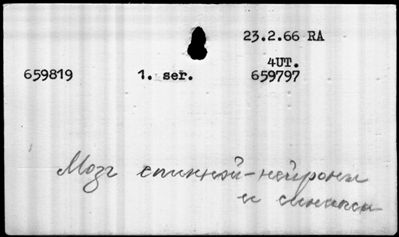 23.2.66 RA
4UT.
659819 1. ser. 659797
Мозг спинной-нейроны
и синапсы